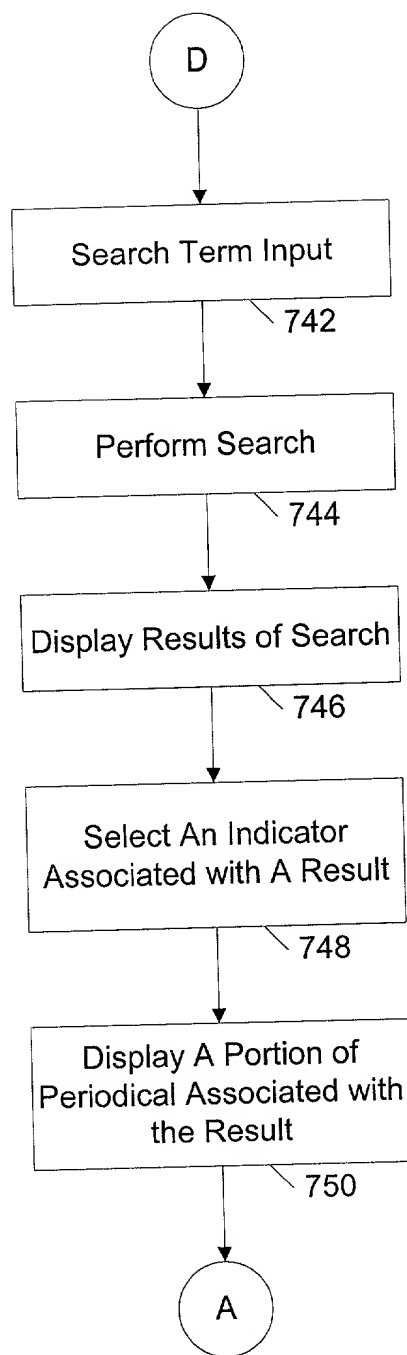 D
Search Term Input
742
Perform Search
744
Display Results of Search
746
Select An Indicator
Associated with A Result
748
Display A Portion of
Periodical Associated with
the Result
750
A